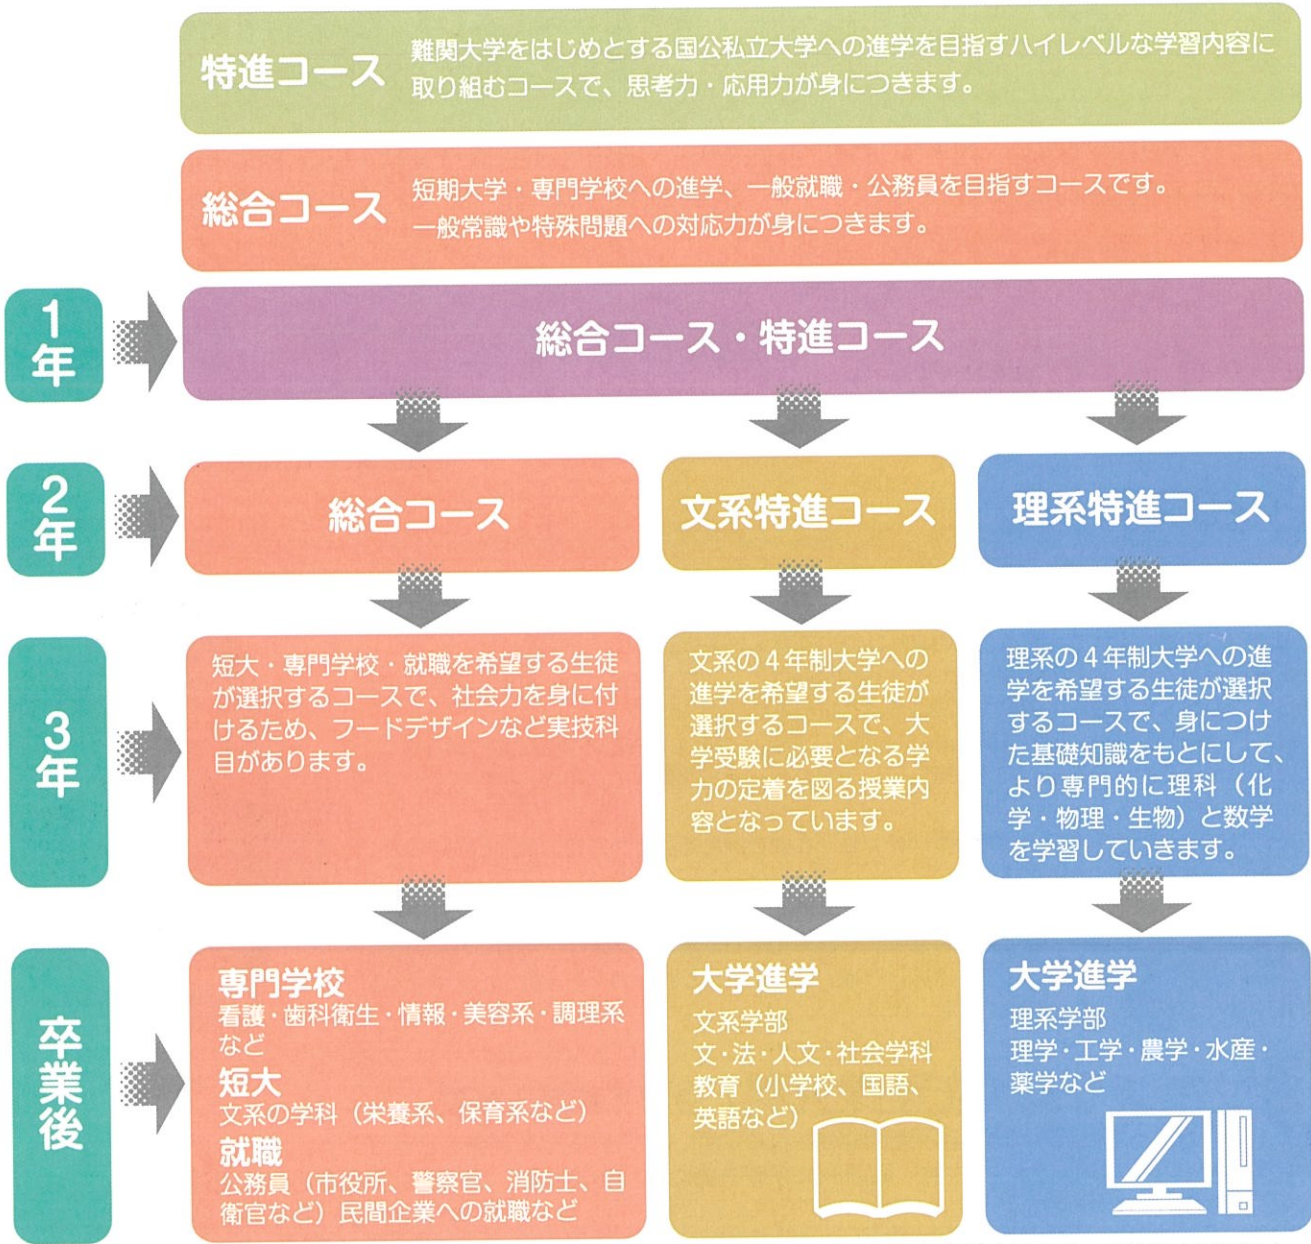 特進コース
難関大学をはじめとする国公私立大学への進学を目指すハイレベルな学習内容に
取り組むコースで、思考力・応用力が身につきます。
総合コース
短期大学・専門学校への進学、一般就職・公務員を目指すコースです。
一般常識や特殊問題への対応力が身につきます。
1年
総合コース・特進コース
2年
総合コース
文系特進コース
理系特進コース
3年
短大・専門学校・就職を希望する生徒
が選択するコースで、社会力を身に付
けるため、フードデザインなど実技科
目があります。
文系の4年制大学への
進学を希望する生徒が
選択するコースで、大
学受験に必要となる学
力の定着を図る授業内
容となっています。
理系の4年制大学への進
学を希望する生徒が選択
するコースで、身につけ
た基礎知識をもとにして、
より専門的に理科（化
学・物理・生物）と数学
を学習していきます。
卒業後
専門学校
看護・歯科衛生・情報・美容系・調理系
など
短大
文系の学科（栄養系、保育系など）
就職
公務員（市役所、警察官、消防士、自
衛官など）民間企業への就職など
大学進学
文系学部
文・法・人文・社会学科
教育（小学校、国語、
英語など）
大学進学
理系学部
理学・工学・農学・水産・
薬学など